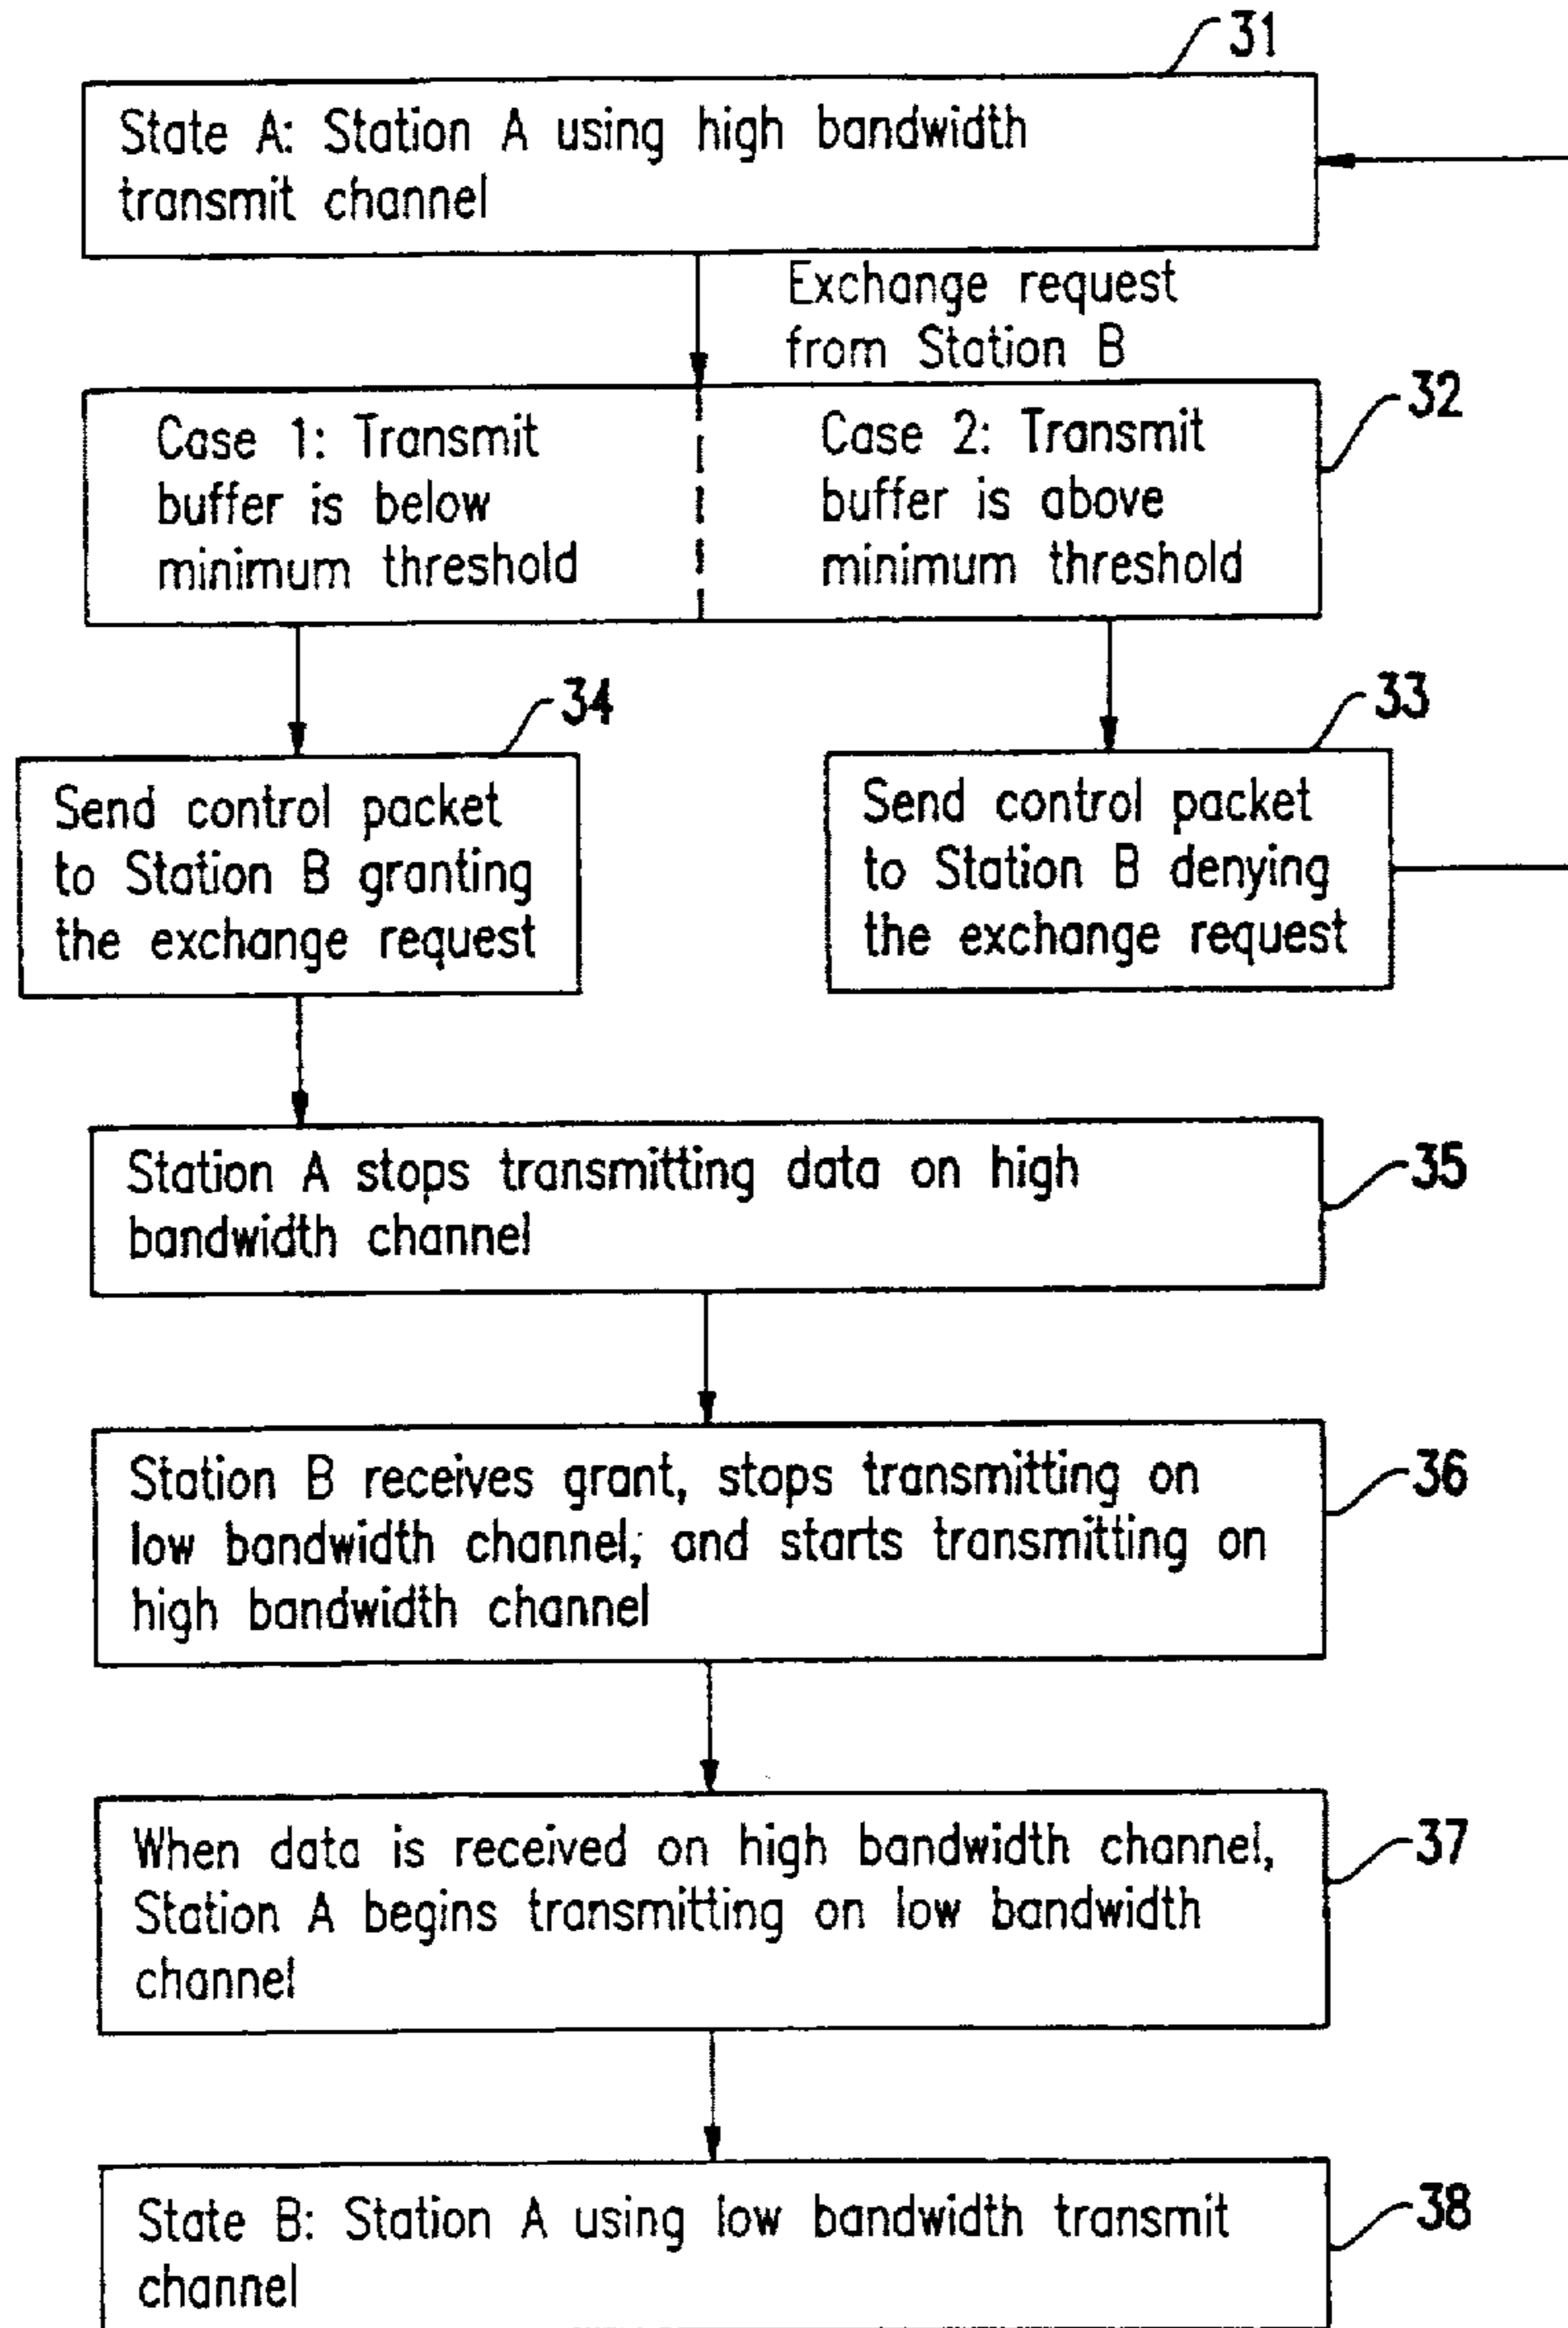 31
State A: Station A using high bandwidth
transmit channel
Exchange request
from Station B
32
Case 1: Transmit
buffer is below
minimum threshold
Case 2: Transmit
buffer is above
minimum threshold
34
Send control packet
to Station B granting
the exchange request
33
Send control packet
to Station B denying
the exchange request
35
Station A stops transmitting data on high
bandwidth channel
36
Station B receives grant, stops transmitting on
low bandwidth channel, and starts transmitting on
high bandwidth channel
37
When data is received on high bandwidth channel,
Station A begins transmitting on low bandwidth
channel
38
State B: Station A using low bandwidth transmit
channel